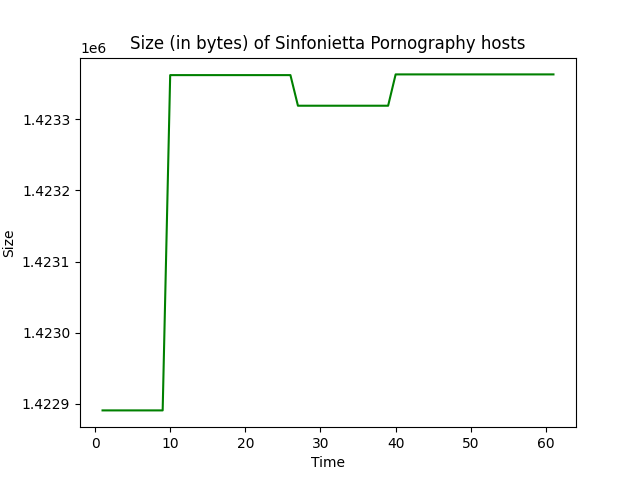 Size (in bytes) of Sinfonietta Pornography hosts
1e6
1.4233
1.4232
1.4231
1.4230
1.4229
Size
0 10 20 30 40 50 60
Time